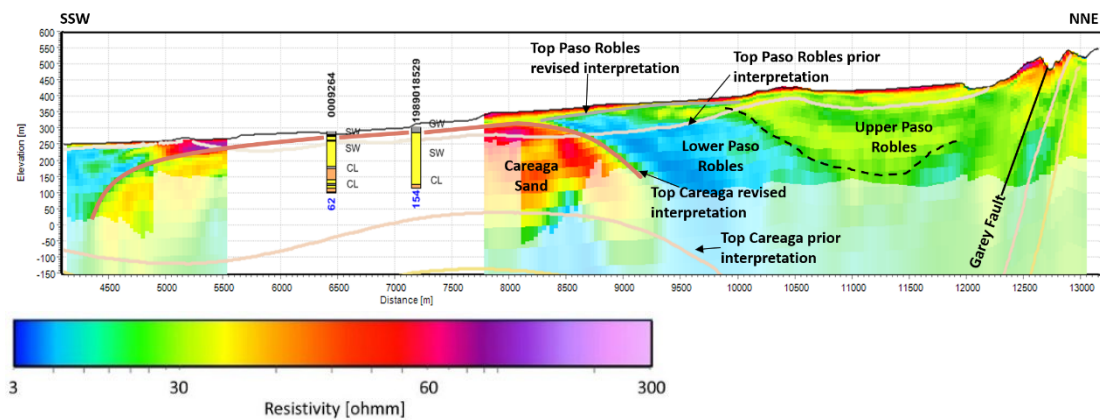 SSW
NNE
600
550
500
450
400
350
300
250
200
150
100
50
0
-50
-100
-150
Elevation [m]
0009264
1989018529
SW
SW
CL
CL
62
GW
SW
CL
154
Top Paso Robles
revised interpretation
Top Paso Robles prior
interpretation
Careaga
Sand
Lower Paso
Robles
Upper Paso
Robles
Top Careaga revised
interpretation
Top Careaga prior
interpretation
Garey Fault
4500 5000 5500 6000 6500 7000 7500 8000 8500 9000 9500 10000 10500 11000 11500 12000 12500 13000
Distance [m]
3 30 60 300
Resistivity [ohmm]